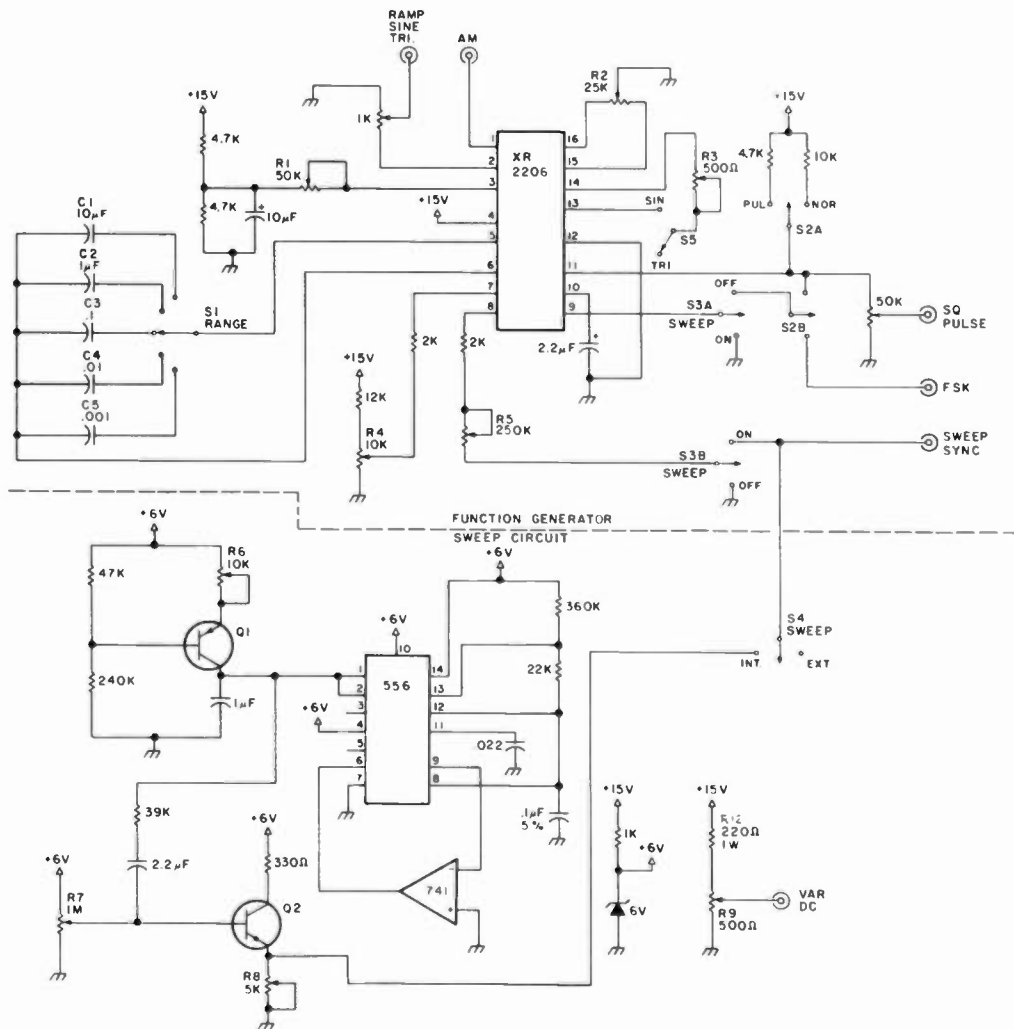 RAMP
SINE
TRI.
AM
+15V
4.7K
4.7K
10µF
+
R1
50K
1K
C1
10µF
C2
1µF
C3
.1
C4
.01
C5
.001
S1
RANGE
+15V
XR
2206
1
2
3
4
5
6
7
8
16
15
14
13
12
11
10
9
R2
25K
R3
500Ω
SIN
S5
TRI
+15V
4.7K
10K
PUL
NOR
S2A
OFF
S3A
SWEEP
ON
S2B
50K
SQ
PULSE
FSK
2.2µF
+
2K
2K
+15V
12K
R4
10K
R5
250K
S3B
SWEEP
ON
OFF
SWEEP
SYNC
FUNCTION GENERATOR
SWEEP CIRCUIT
+6V
47K
R6
10K
Q1
240K
1µF
+6V
+6V
10
556
1
2
3
4
5
6
7
14
13
12
11
9
8
+6V
360K
22K
.022
.1µF
5%
S4
SWEEP
INT.
EXT
39K
2.2µF
+6V
R7
1M
+6V
330Ω
Q2
R8
5K
741
-
+
+15V
1K
+6V
6V
+15V
R12
220Ω
1W
R9
500Ω
VAR
DC